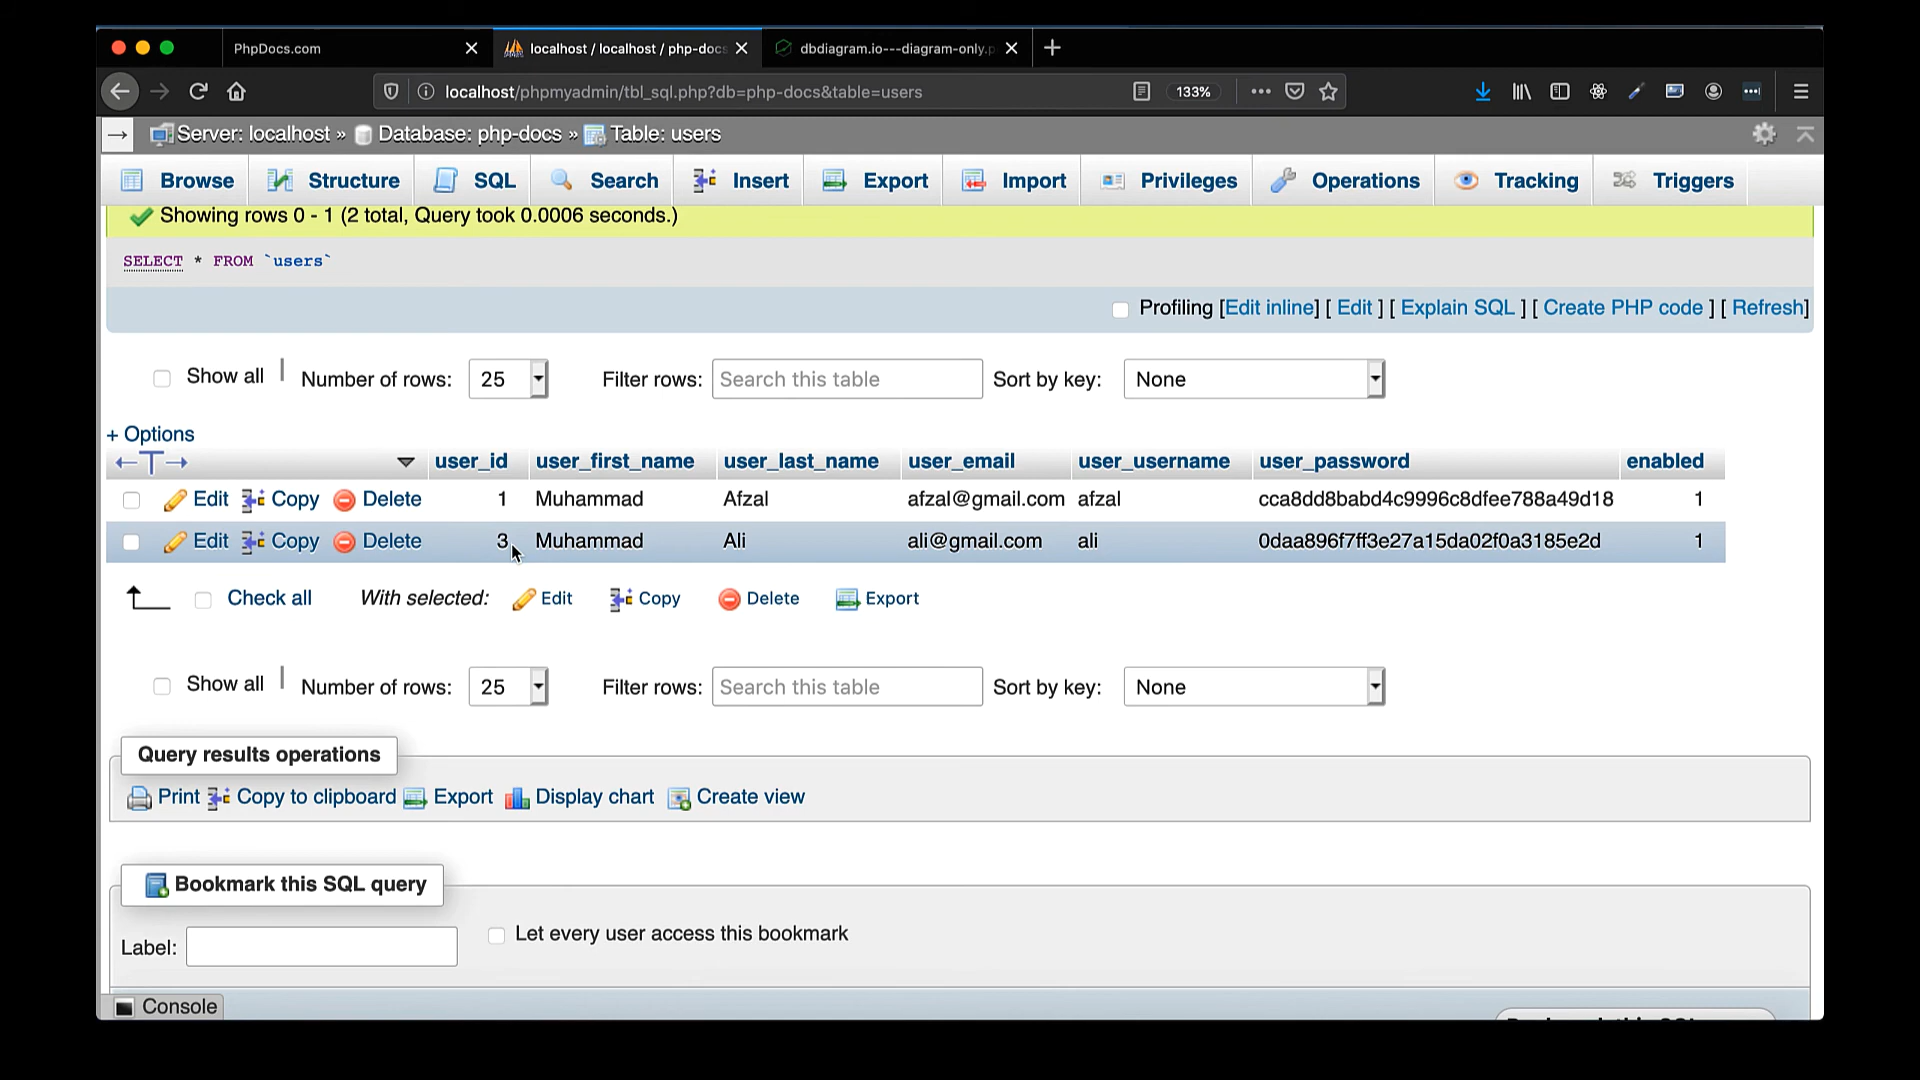 PhpDocs.com
localhost / localhost / php-docs
dbdiagram.io---diagram-only.p
localhost/phpmyadmin/tbl_sql.php?db=php-docs&table=users
133%
Server: localhost » Database: php-docs » Table: users
Browse Structure SQL Search Insert Export Import Privileges Operations Tracking Triggers
Showing rows 0 - 1 (2 total, Query took 0.0006 seconds.)
SELECT * FROM `users`
Profiling [Edit inline] [ Edit ] [ Explain SQL ] [ Create PHP code ] [ Refresh]
Show all | Number of rows: 25 Filter rows: Search this table Sort by key: None
+ Options
←T→ user_id user_first_name user_last_name user_email user_username user_password enabled
Edit Copy Delete 1 Muhammad Afzal afzal@gmail.com afzal cca8dd8babd4c9996c8dfee788a49d18 1
Edit Copy Delete 3 Muhammad Ali ali@gmail.com ali 0daa896f7ff3e27a15da02f0a3185e2d 1
Check all With selected: Edit Copy Delete Export
Show all | Number of rows: 25 Filter rows: Search this table Sort by key: None
Query results operations
Print Copy to clipboard Export Display chart Create view
Bookmark this SQL query
Label: Let every user access this bookmark
Console